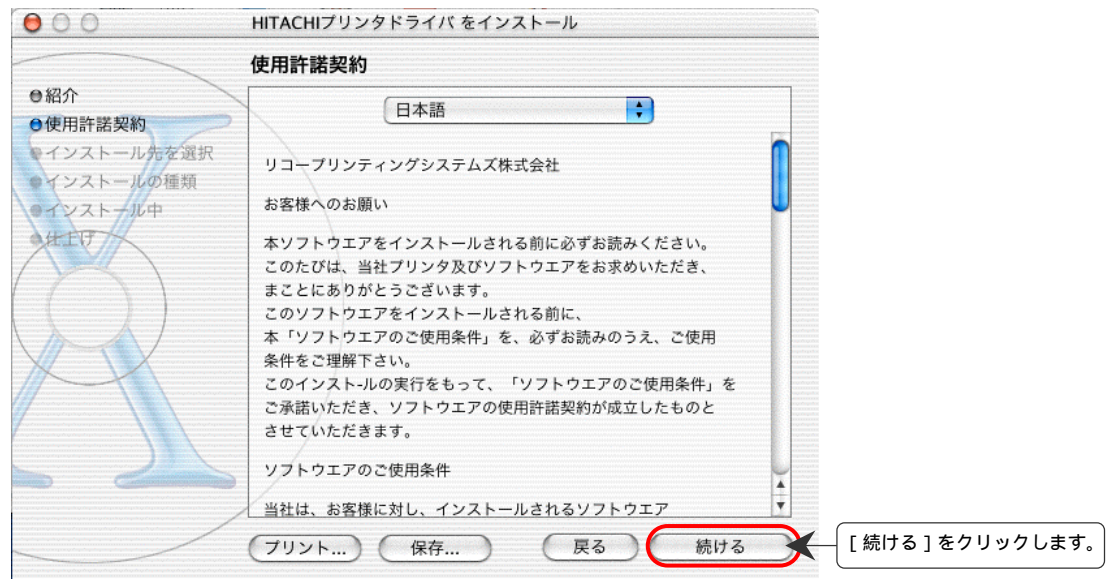 HITACHIプリンタドライバ をインストール
使用許諾契約
紹介
使用許諾契約
インストール先を選択
インストールの種類
インストール中
仕上げ
日本語
リコープリンティングシステムズ株式会社
お客様へのお願い
本ソフトウエアをインストールされる前に必ずお読みください。
このたびは、当社プリンタ及びソフトウエアをお求めいただき、
まことにありがとうございます。
このソフトウエアをインストールされる前に、
本「ソフトウエアのご使用条件」を、必ずお読みのうえ、ご使用
条件をご理解下さい。
このインスト-ルの実行をもって、「ソフトウエアのご使用条件」を
ご承諾いただき、ソフトウエアの使用許諾契約が成立したものと
させていただきます。
ソフトウエアのご使用条件
当社は、お客様に対し、インストールされるソフトウエア
プリント... 保存... 戻る 続ける
[ 続ける ] をクリックします。